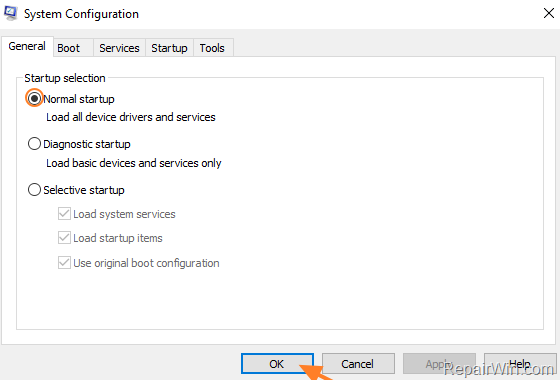 System Configuration
General Boot Services Startup Tools
Startup selection
Normal startup
Load all device drivers and services
Diagnostic startup
Load basic devices and services only
Selective startup
Load system services
Load startup items
Use original boot configuration
OK Cancel Apply Help
RepairWin.com